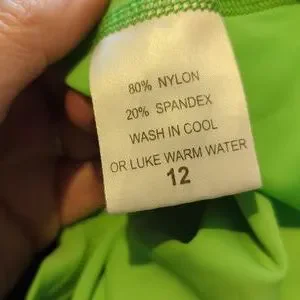 80% NYLON
20% SPANDEX
WASH IN COOL
OR LUKE WARM WATER
12